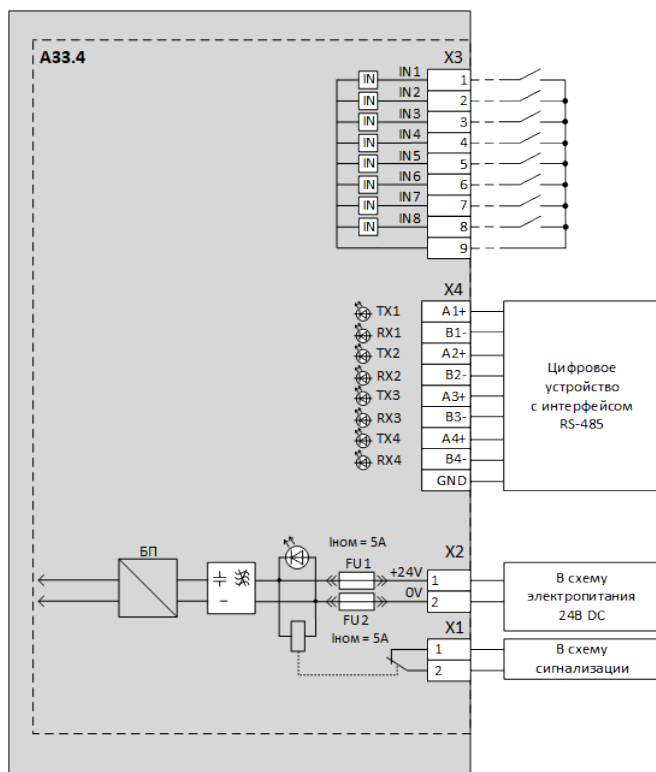 А33.4
X3
IN IN1 1
IN IN2 2
IN IN3 3
IN IN4 4
IN IN5 5
IN IN6 6
IN IN7 7
IN IN8 8
9
X4
TX1 A1+
RX1 B1-
TX2 A2+
RX2 B2-
TX3 A3+
RX3 B3-
TX4 A4+
RX4 B4-
GND
Цифровое
устройство
с интерфейсом
RS-485
БП
Iном = 5А
FU1
+24V
0V
FU2
Iном = 5А
X2
1
2
В схему
электропитания
24В DC
X1
1
2
В схему
сигнализации